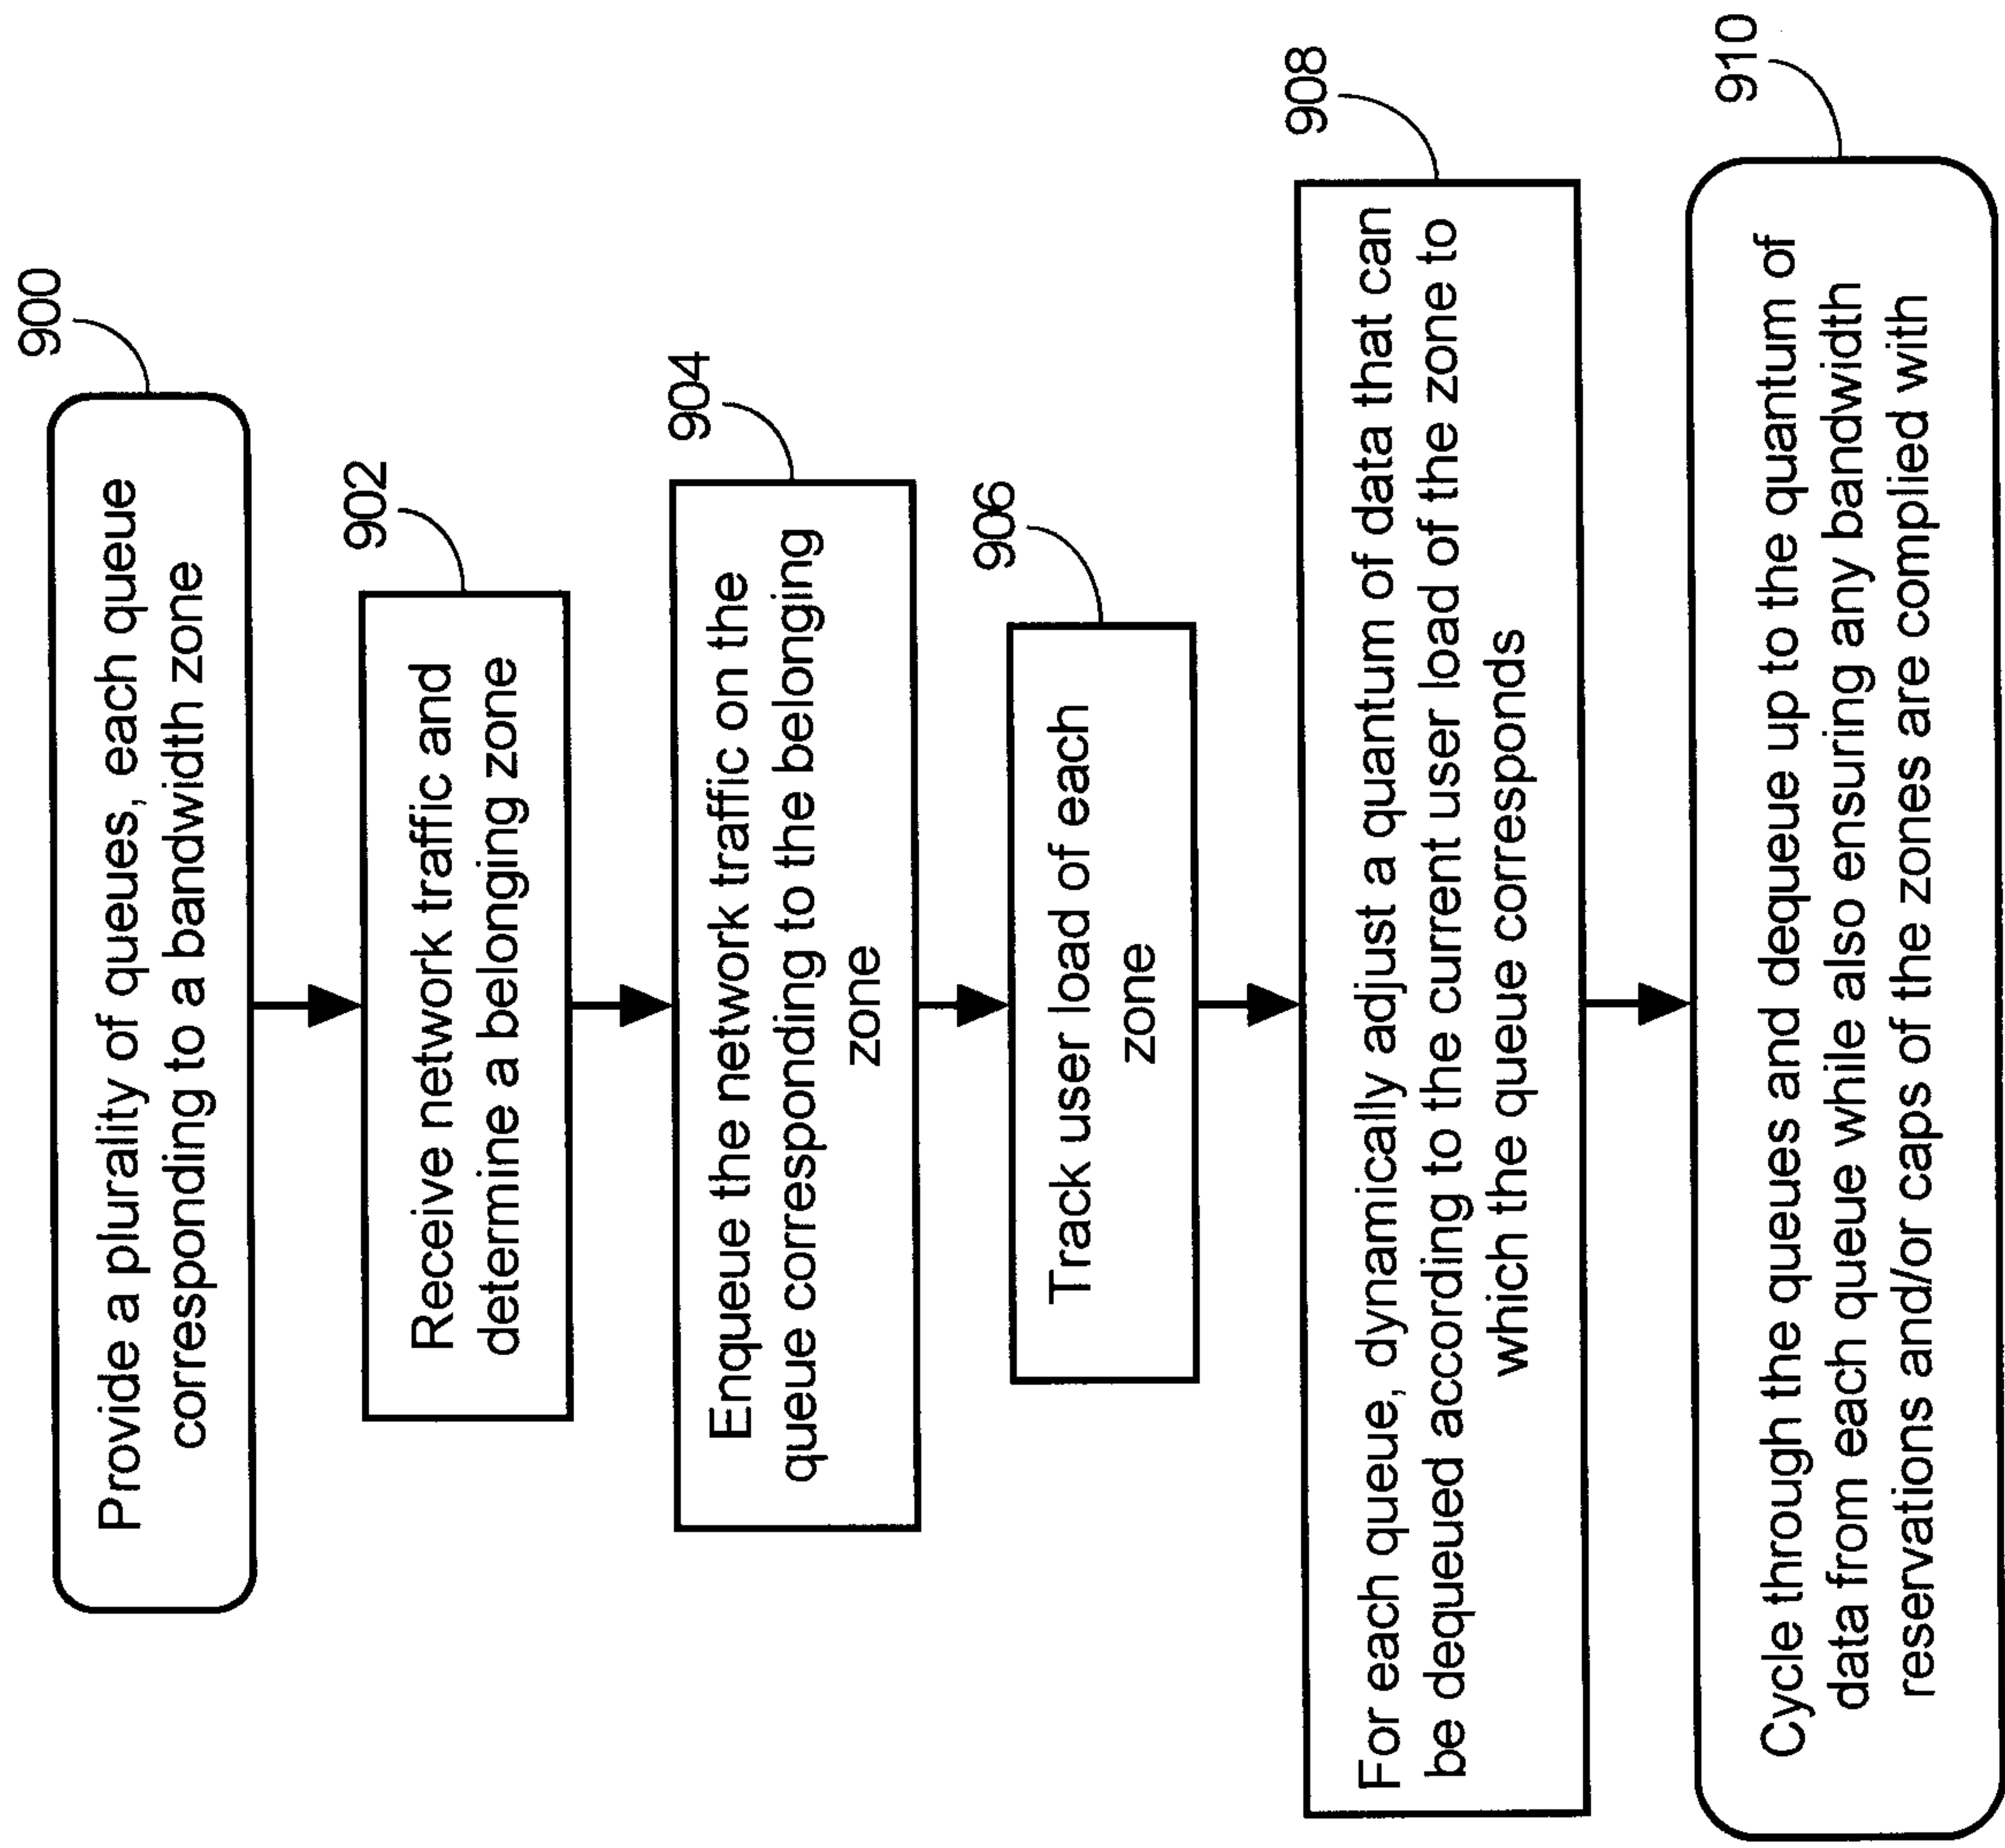 900
Provide a plurality of queues, each queue
corresponding to a bandwidth zone
902
Receive network traffic and
determine a belonging zone
904
Enqueue the network traffic on the
queue corresponding to the belonging
zone
906
Track user load of each
zone
908
For each queue, dynamically adjust a quantum of data that can
be dequeued according to the current user load of the zone to
which the queue corresponds
910
Cycle through the queues and dequeue up to the quantum of
data from each queue while also ensuring any bandwidth
reservations and/or caps of the zones are complied with